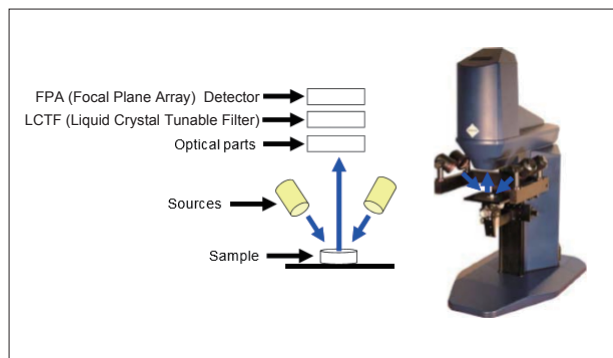 FPA (Focal Plane Array) Detector
LCTF (Liquid Crystal Tunable Filter)
Optical parts
Sources
Sample